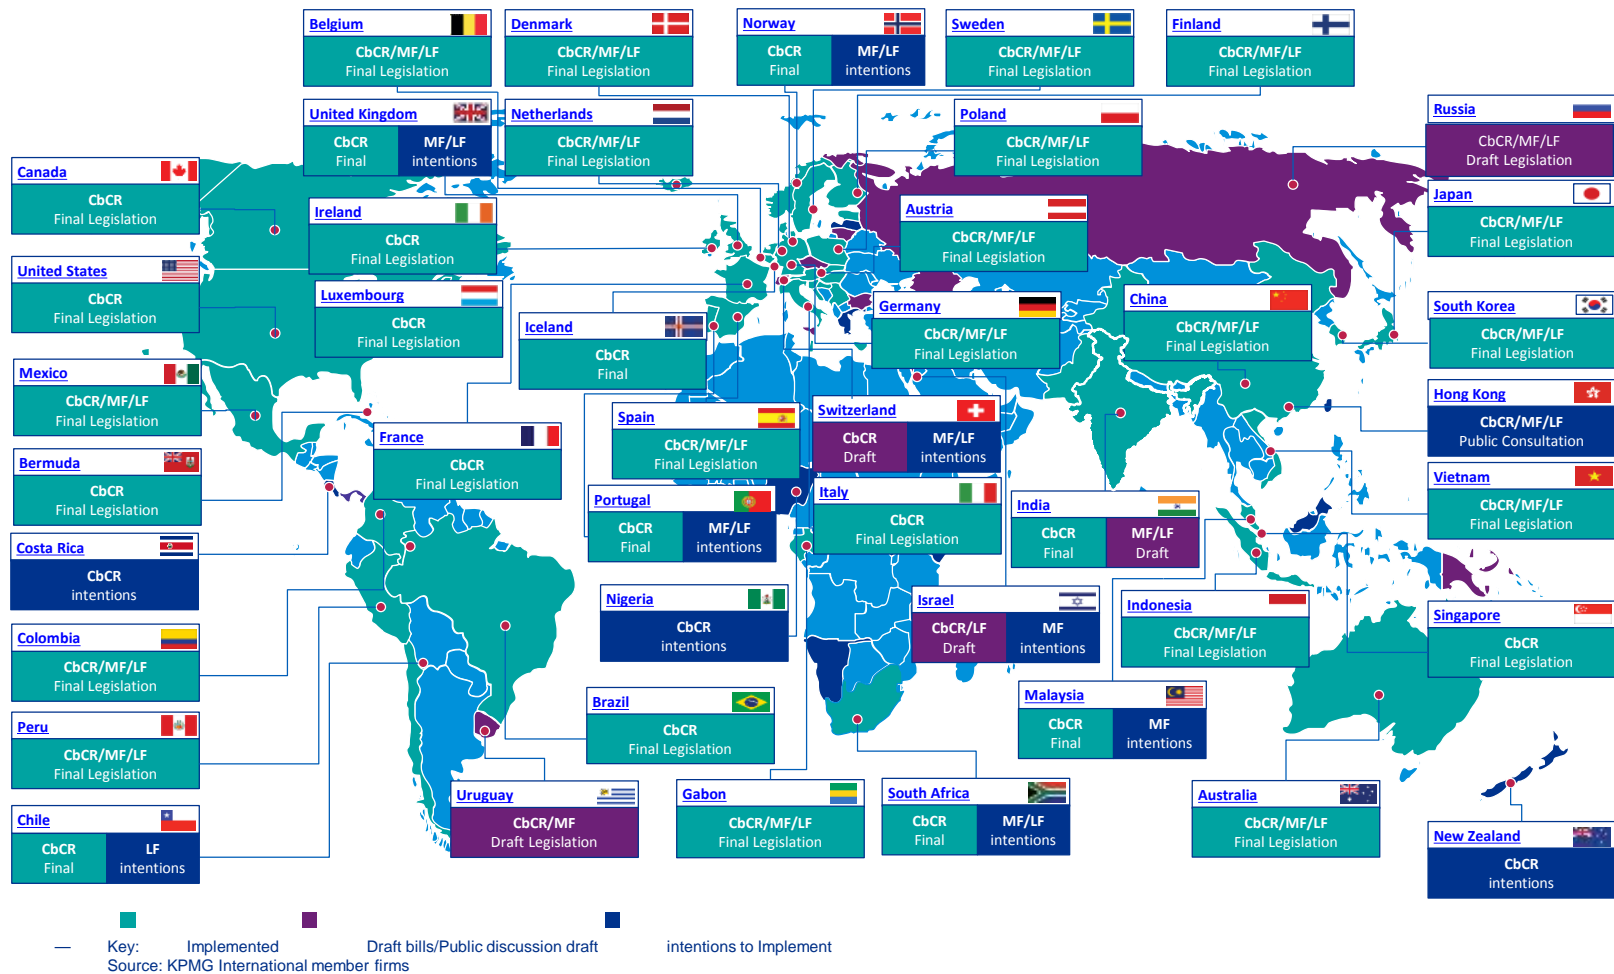 Belgium
CbCR/MF/LF
Final Legislation
Denmark
CbCR/MF/LF
Final Legislation
Norway
CbCR
Final
MF/LF
intentions
Sweden
CbCR/MF/LF
Final Legislation
Finland
CbCR/MF/LF
Final Legislation
United Kingdom
CbCR
Final
MF/LF
intentions
Netherlands
CbCR/MF/LF
Final Legislation
Poland
CbCR/MF/LF
Final Legislation
Russia
CbCR/MF/LF
Draft Legislation
Canada
CbCR
Final Legislation
Ireland
CbCR
Final Legislation
Austria
CbCR/MF/LF
Final Legislation
Japan
CbCR/MF/LF
Final Legislation
United States
CbCR
Final Legislation
Luxembourg
CbCR
Final Legislation
Iceland
CbCR
Final
Germany
CbCR/MF/LF
Final Legislation
China
CbCR/MF/LF
Final Legislation
South Korea
CbCR/MF/LF
Final Legislation
Mexico
CbCR/MF/LF
Final Legislation
France
CbCR
Final Legislation
Spain
CbCR/MF/LF
Final Legislation
Switzerland
CbCR
Draft
MF/LF
intentions
Hong Kong
CbCR/MF/LF
Public Consultation
Bermuda
CbCR
Final Legislation
Portugal
CbCR
Final
MF/LF
intentions
Italy
CbCR
Final Legislation
India
CbCR
Final
MF/LF
Draft
Vietnam
CbCR/MF/LF
Final Legislation
Costa Rica
CbCR
intentions
Nigeria
CbCR
intentions
Israel
CbCR/LF
Draft
MF
intentions
Indonesia
CbCR/MF/LF
Final Legislation
Singapore
CbCR
Final Legislation
Colombia
CbCR/MF/LF
Final Legislation
Brazil
CbCR
Final Legislation
Malaysia
CbCR
Final
MF
intentions
Peru
CbCR/MF/LF
Final Legislation
Uruguay
CbCR/MF
Draft Legislation
Gabon
CbCR/MF/LF
Final Legislation
South Africa
CbCR
Final
MF/LF
intentions
Australia
CbCR/MF/LF
Final Legislation
Chile
CbCR
Final
LF
intentions
New Zealand
CbCR
intentions
— Key: Implemented Draft bills/Public discussion draft intentions to Implement
Source: KPMG International member firms